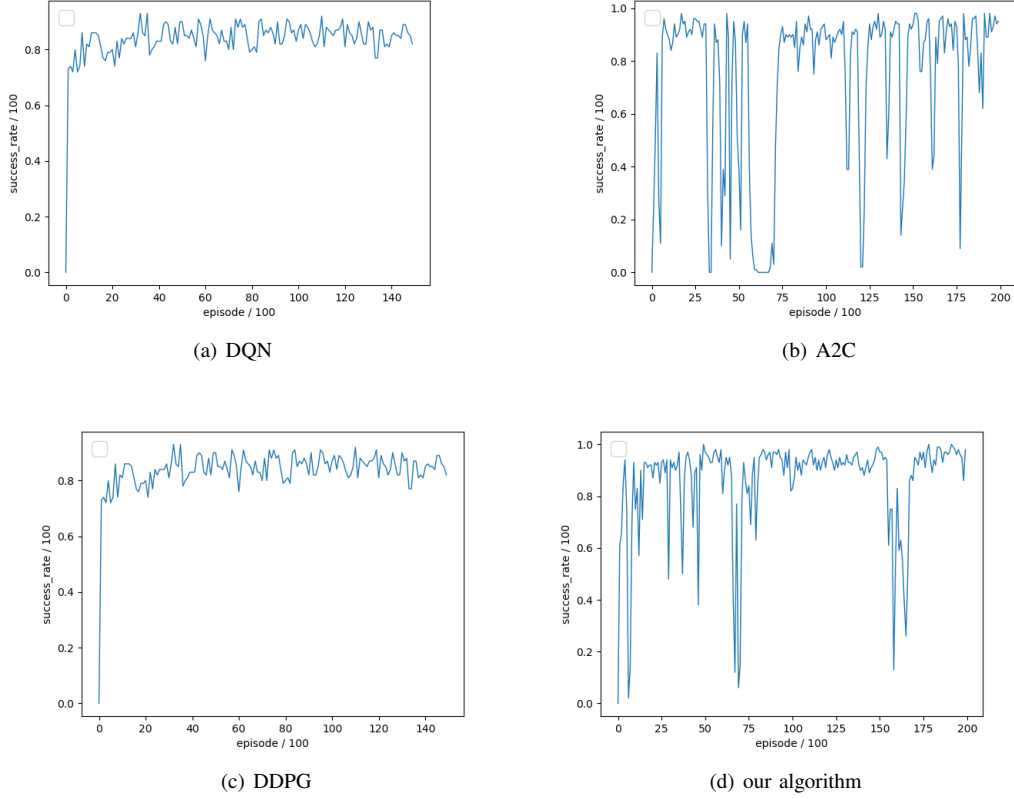 0.8
0.6
0.4
0.2
0.0
success_rate / 100
0 20 40 60 80 100 120 140
episode / 100
(a) DQN
1.0
0.8
0.6
0.4
0.2
0.0
success_rate / 100
0 25 50 75 100 125 150 175 200
episode / 100
(b) A2C
0.8
0.6
0.4
0.2
0.0
success_rate / 100
0 20 40 60 80 100 120 140
episode / 100
(c) DDPG
1.0
0.8
0.6
0.4
0.2
0.0
success_rate / 100
0 25 50 75 100 125 150 175 200
episode / 100
(d) our algorithm